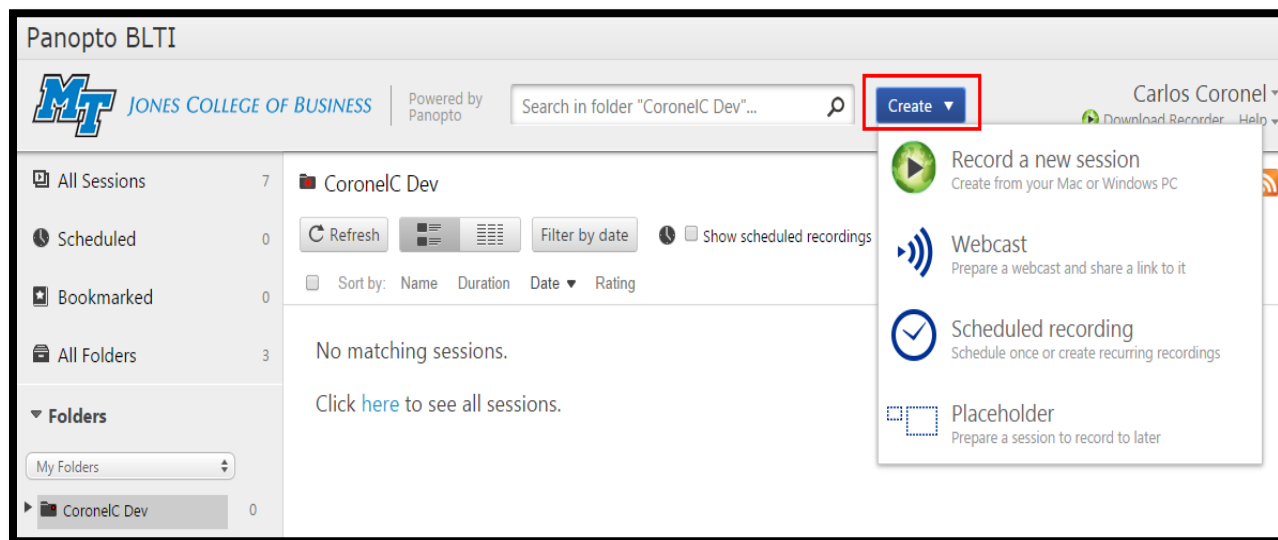 Panopto BLTI
MT JONES COLLEGE OF BUSINESS
Powered by
Panopto
Search in folder "CoronelC Dev"...
Create
Carlos Coronel
Download Recorder Help
All Sessions 7
Scheduled 0
Bookmarked 0
All Folders 3
Folders
My Folders
CoronelC Dev 0
CoronelC Dev
Refresh
Filter by date
Show scheduled recordings
Sort by: Name Duration Date Rating
No matching sessions.
Click here to see all sessions.
Record a new session
Create from your Mac or Windows PC
Webcast
Prepare a webcast and share a link to it
Scheduled recording
Schedule once or create recurring recordings
Placeholder
Prepare a session to record to later